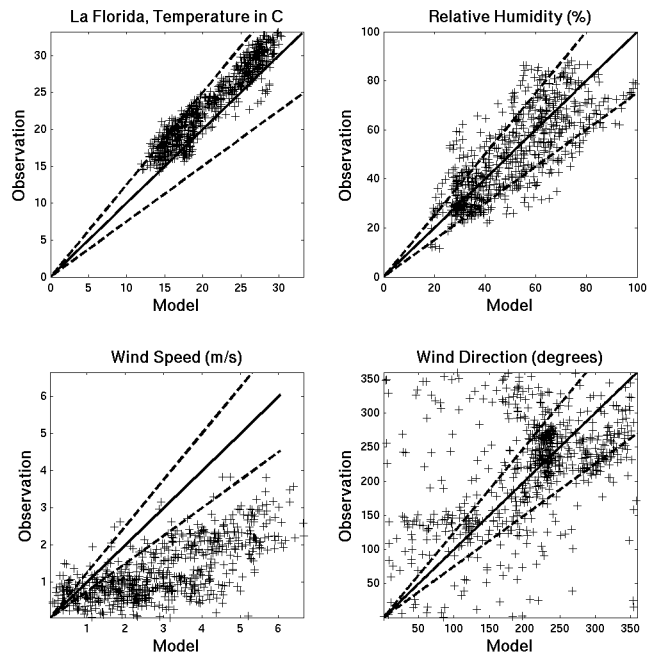 La Florida, Temperature in C
Observation
30
25
20
15
10
5
0
0 5 10 15 20 25 30
Model
Relative Humidity (%)
Observation
100
80
60
40
20
0
0 20 40 60 80 100
Model
Wind Speed (m/s)
Observation
6
5
4
3
2
1
1 2 3 4 5 6
Model
Wind Direction (degrees)
Observation
350
300
250
200
150
100
50
50 100 150 200 250 300 350
Model